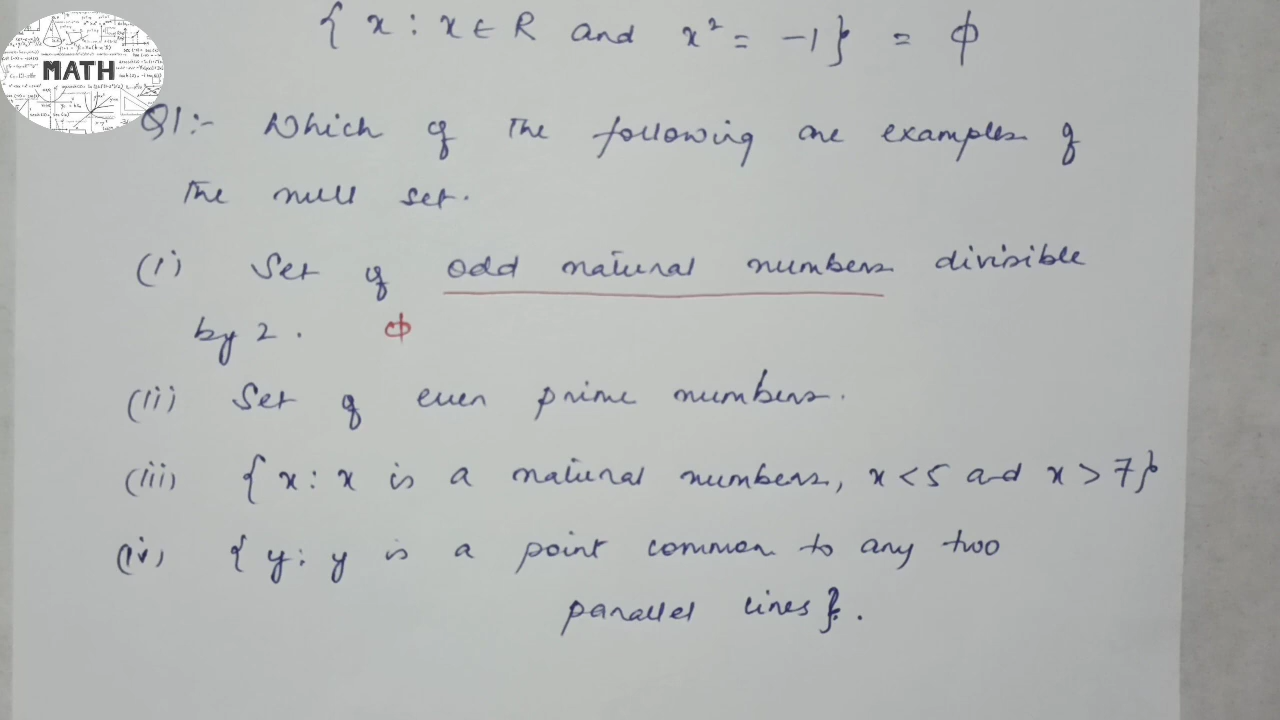 { x : x ∈ R and x² = -1} = ϕ
MATH
Q1:- Which of the following are examples of
the null set.
(i) Set of odd natural numbers divisible
by 2. ϕ
(ii) Set of even prime numbers.
(iii) { x : x is a natural numbers, x < 5 and x > 7}
(iv) { y : y is a point common to any two
parallel lines}.